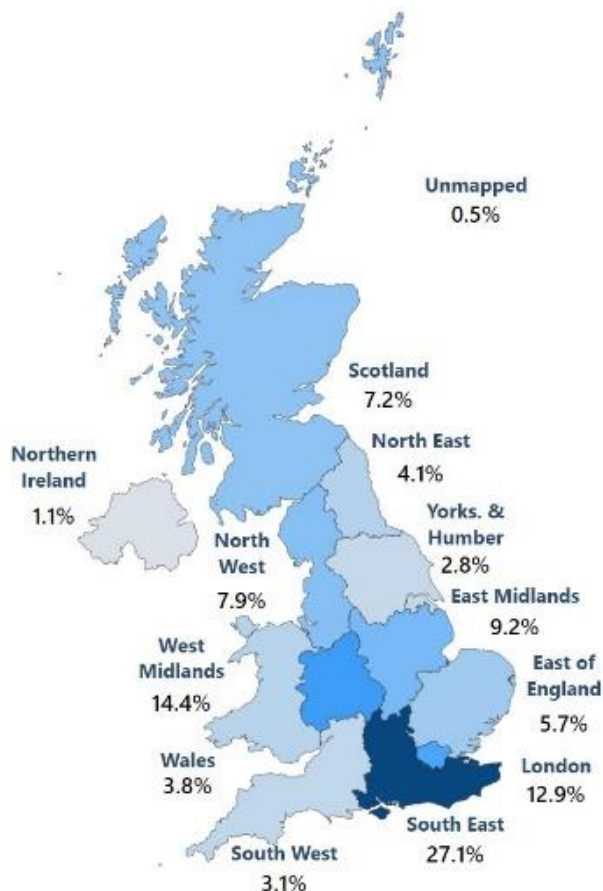 Unmapped
0.5%
Scotland
7.2%
North East
4.1%
Northern
Ireland
1.1%
Yorks. &
Humber
2.8%
North
West
7.9%
East Midlands
9.2%
West
Midlands
14.4%
East of
England
5.7%
Wales
3.8%
London
12.9%
South East
27.1%
South West
3.1%